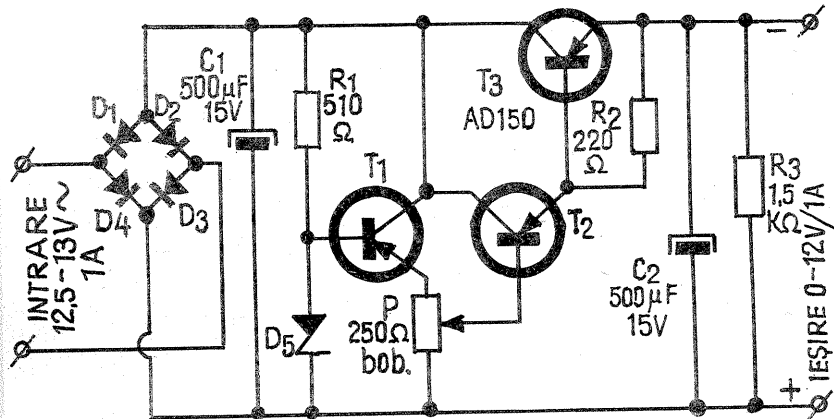 C1
500µF
15V
D1
D2
D4
D3
INTRARE
12,5-13V~
1A
R1
510
Ω
T1
D5
P
250Ω
bob.
T3
AD150
R2
220
Ω
T2
C2
500µF
15V
R3
1,5
KΩ
-
+
IEȘIRE 0-12V/1A